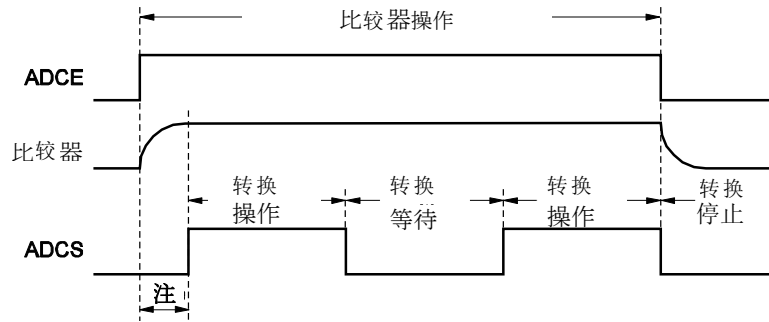 比较器操作
ADCE
比较器
转换 转换 转换 转换
操作 等待 操作 停止
ADCS
注